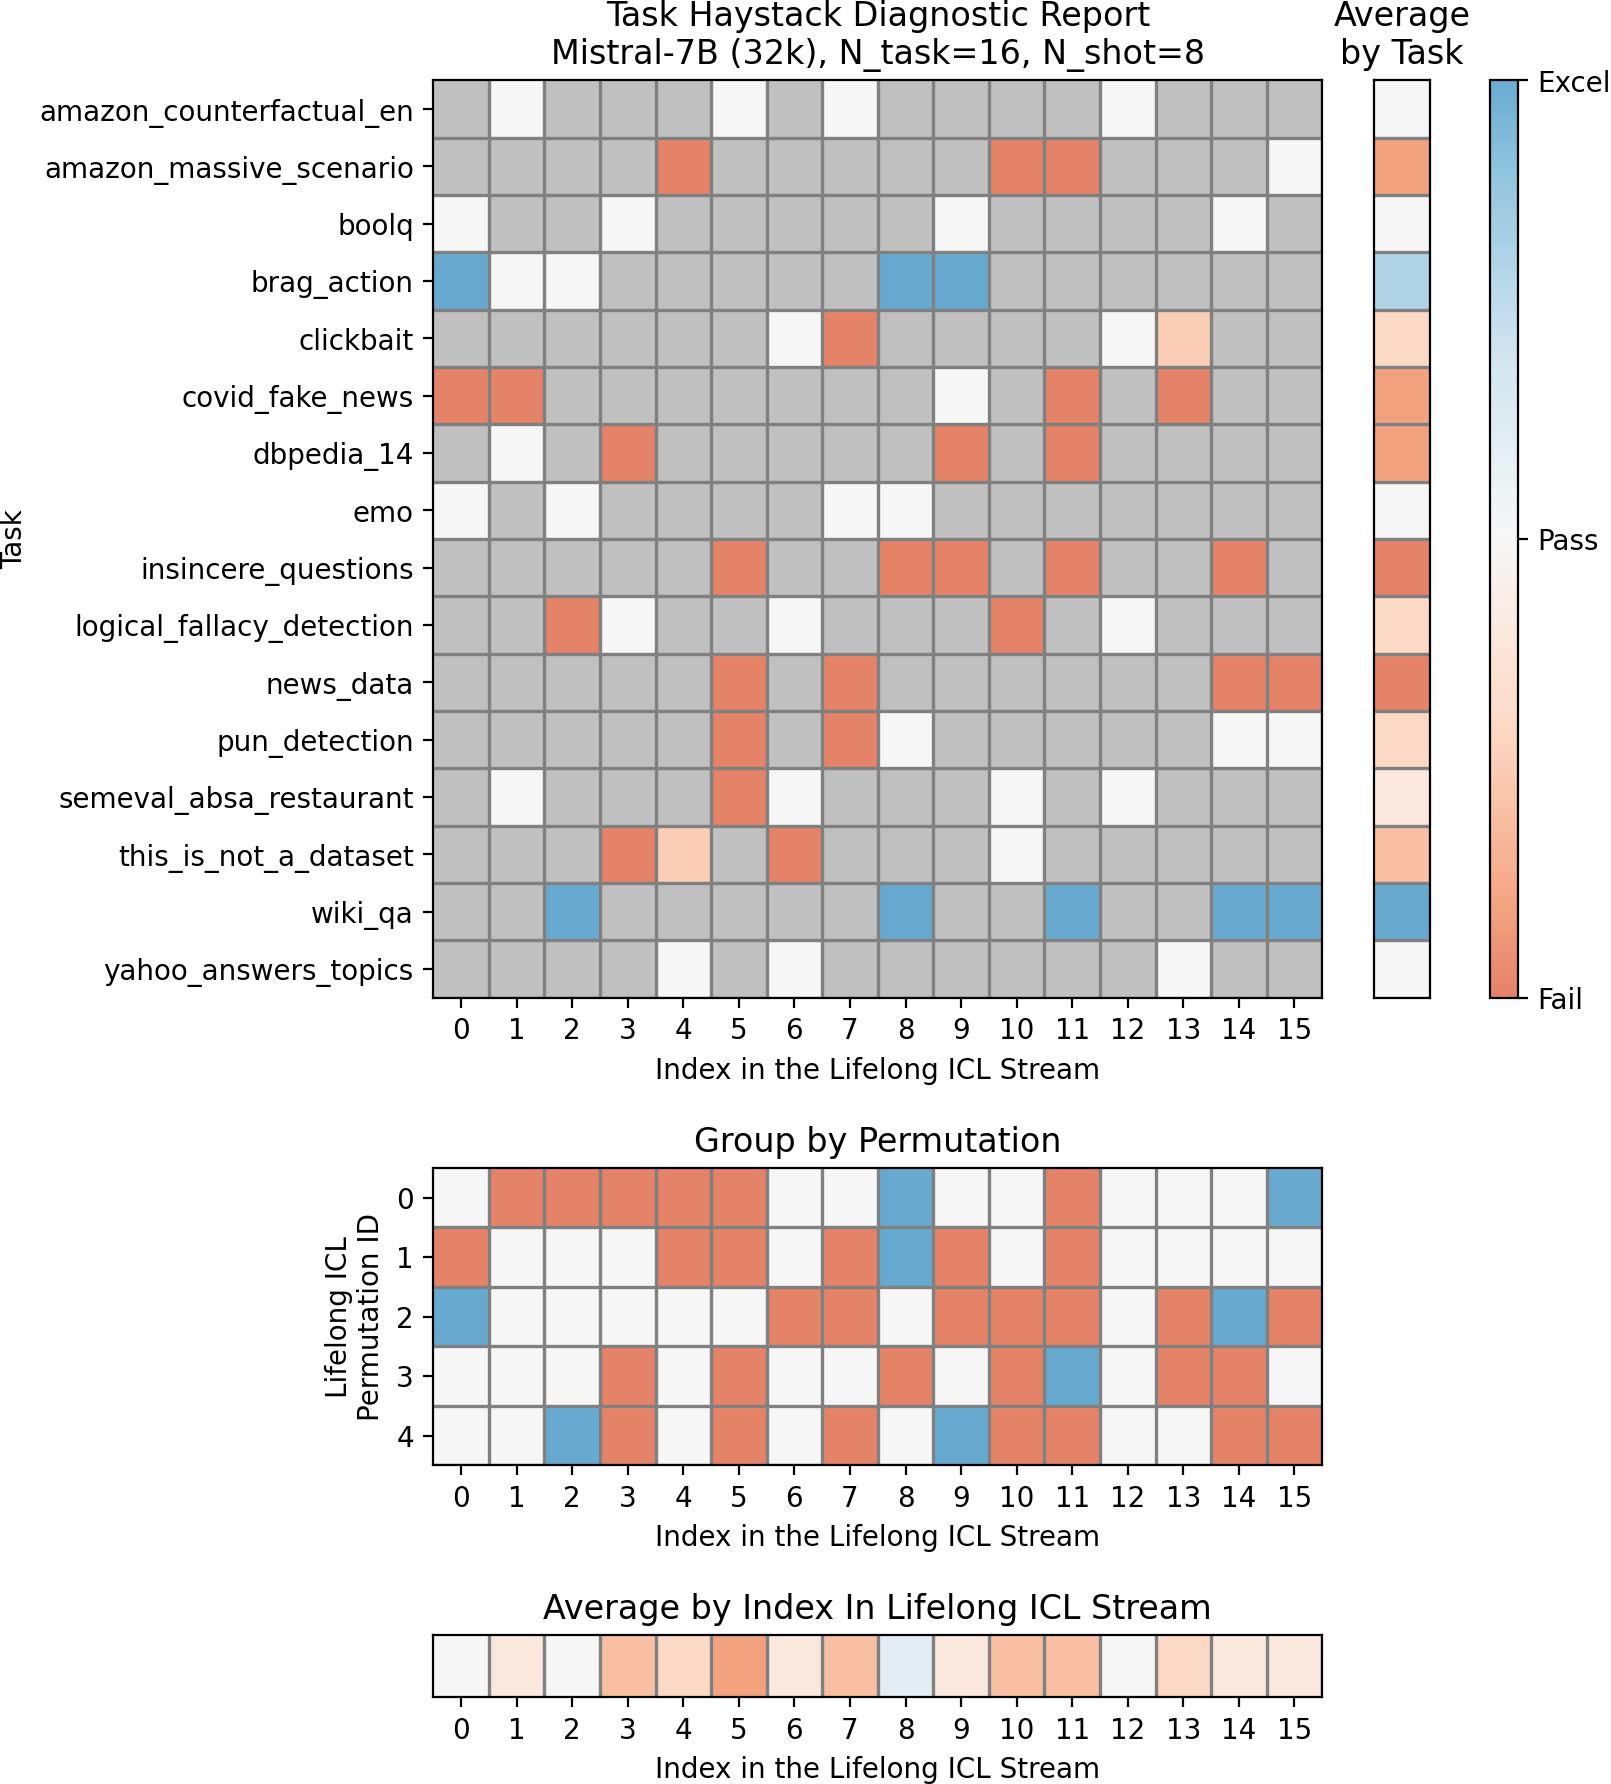 Task Haystack Diagnostic Report
Mistral-7B (32k), N_task=16, N_shot=8
Average
by Task
Task
amazon_counterfactual_en
amazon_massive_scenario
boolq
brag_action
clickbait
covid_fake_news
dbpedia_14
emo
insincere_questions
logical_fallacy_detection
news_data
pun_detection
semeval_absa_restaurant
this_is_not_a_dataset
wiki_qa
yahoo_answers_topics
Excel
Pass
Fail
0 1 2 3 4 5 6 7 8 9 10 11 12 13 14 15
Index in the Lifelong ICL Stream
Group by Permutation
Lifelong ICL
Permutation ID
0
1
2
3
4
0 1 2 3 4 5 6 7 8 9 10 11 12 13 14 15
Index in the Lifelong ICL Stream
Average by Index In Lifelong ICL Stream
0 1 2 3 4 5 6 7 8 9 10 11 12 13 14 15
Index in the Lifelong ICL Stream